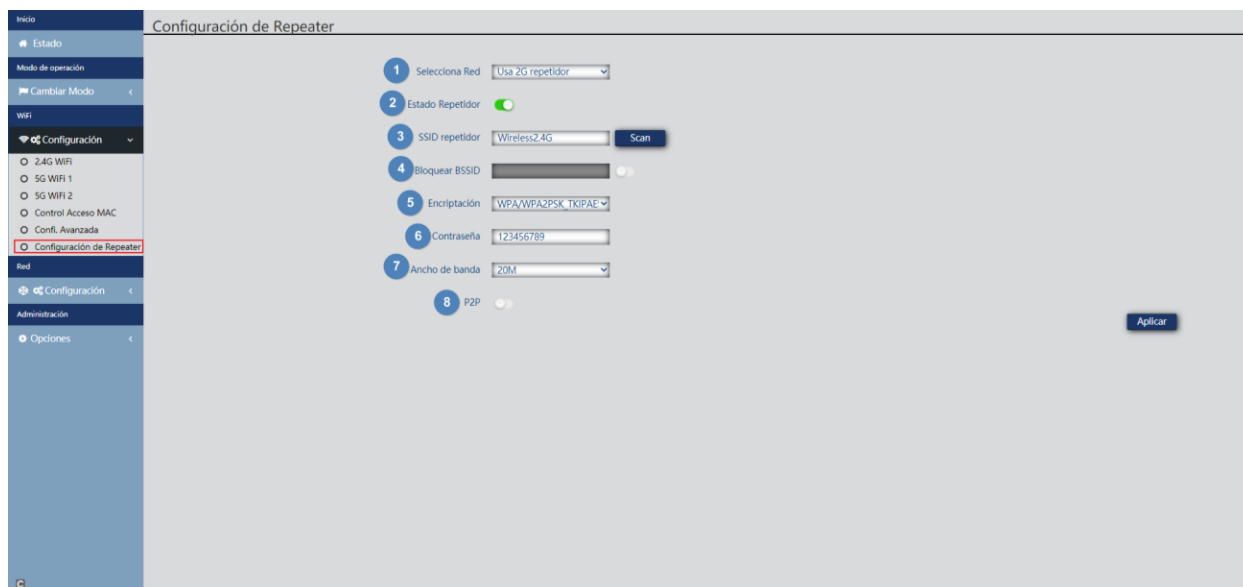 Inicio
Configuración de Repeater
Estado
Modo de operación
Cambiar Modo
WiFi
Configuración
2.4G WiFi
5G WiFi 1
5G WiFi 2
Control Acceso MAC
Confi. Avanzada
Configuración de Repeater
Red
Configuración
Administración
Opciones
1 Selecciona Red Usa 2G repetidor
2 Estado Repetidor
3 SSID repetidor Wireless2.4G Scan
4 Bloquear BSSID
5 Encriptación WPA/WPA2PSK_TKIPAE
6 Contraseña 123456789
7 Ancho de banda 20M
8 P2P
Aplicar